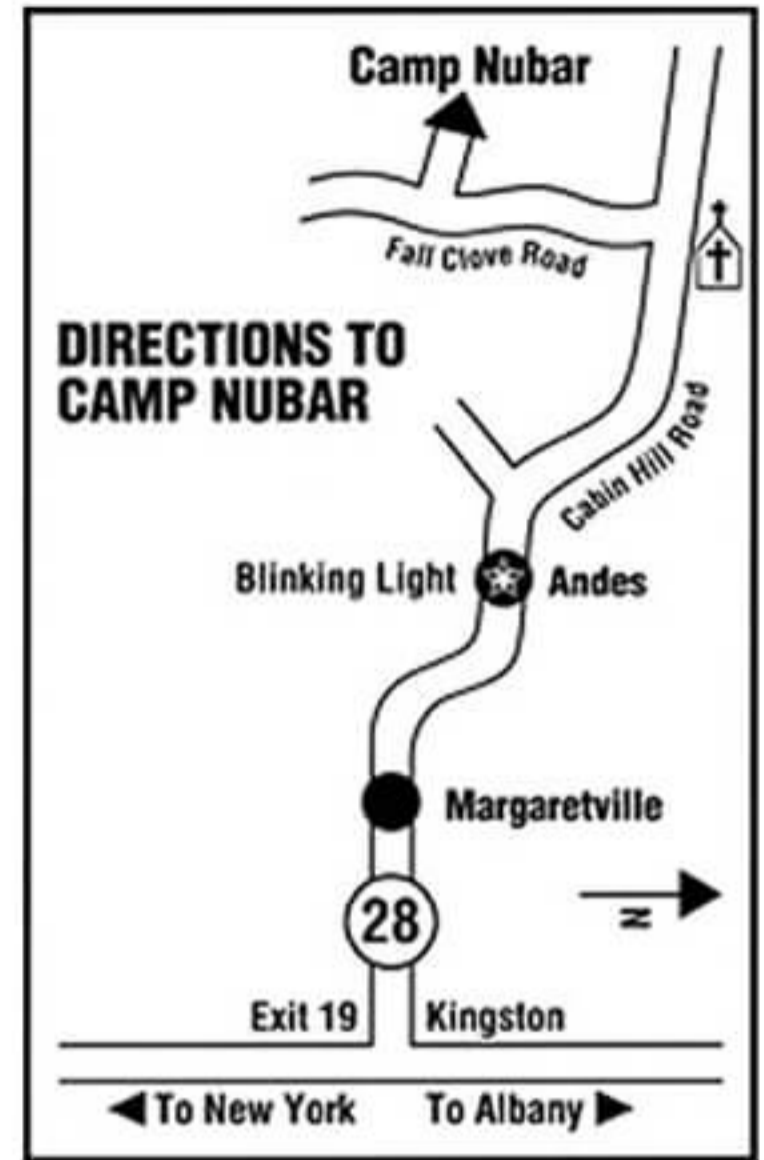 Camp Nubar
Fall Clove Road
DIRECTIONS TO
CAMP NUBAR
Cabin Hill Road
Blinking Light
Andes
Margaretville
N
28
Exit 19
Kingston
To New York
To Albany